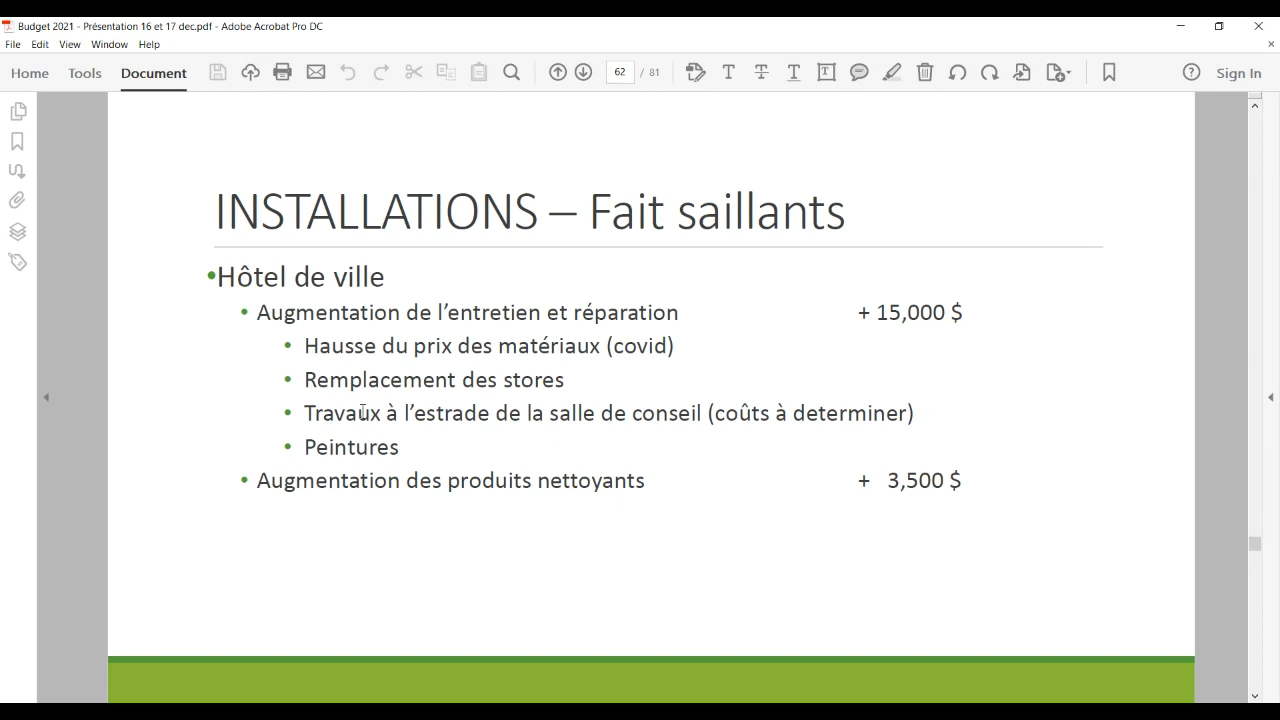 Budget 2021 - Présentation 16 et 17 dec.pdf - Adobe Acrobat Pro DC
File Edit View Window Help
Home Tools Document 62 / 81 Sign In
INSTALLATIONS – Fait saillants
•Hôtel de ville
• Augmentation de l’entretien et réparation + 15,000 $
• Hausse du prix des matériaux (covid)
• Remplacement des stores
• Travaux à l’estrade de la salle de conseil (coûts à determiner)
• Peintures
• Augmentation des produits nettoyants + 3,500 $